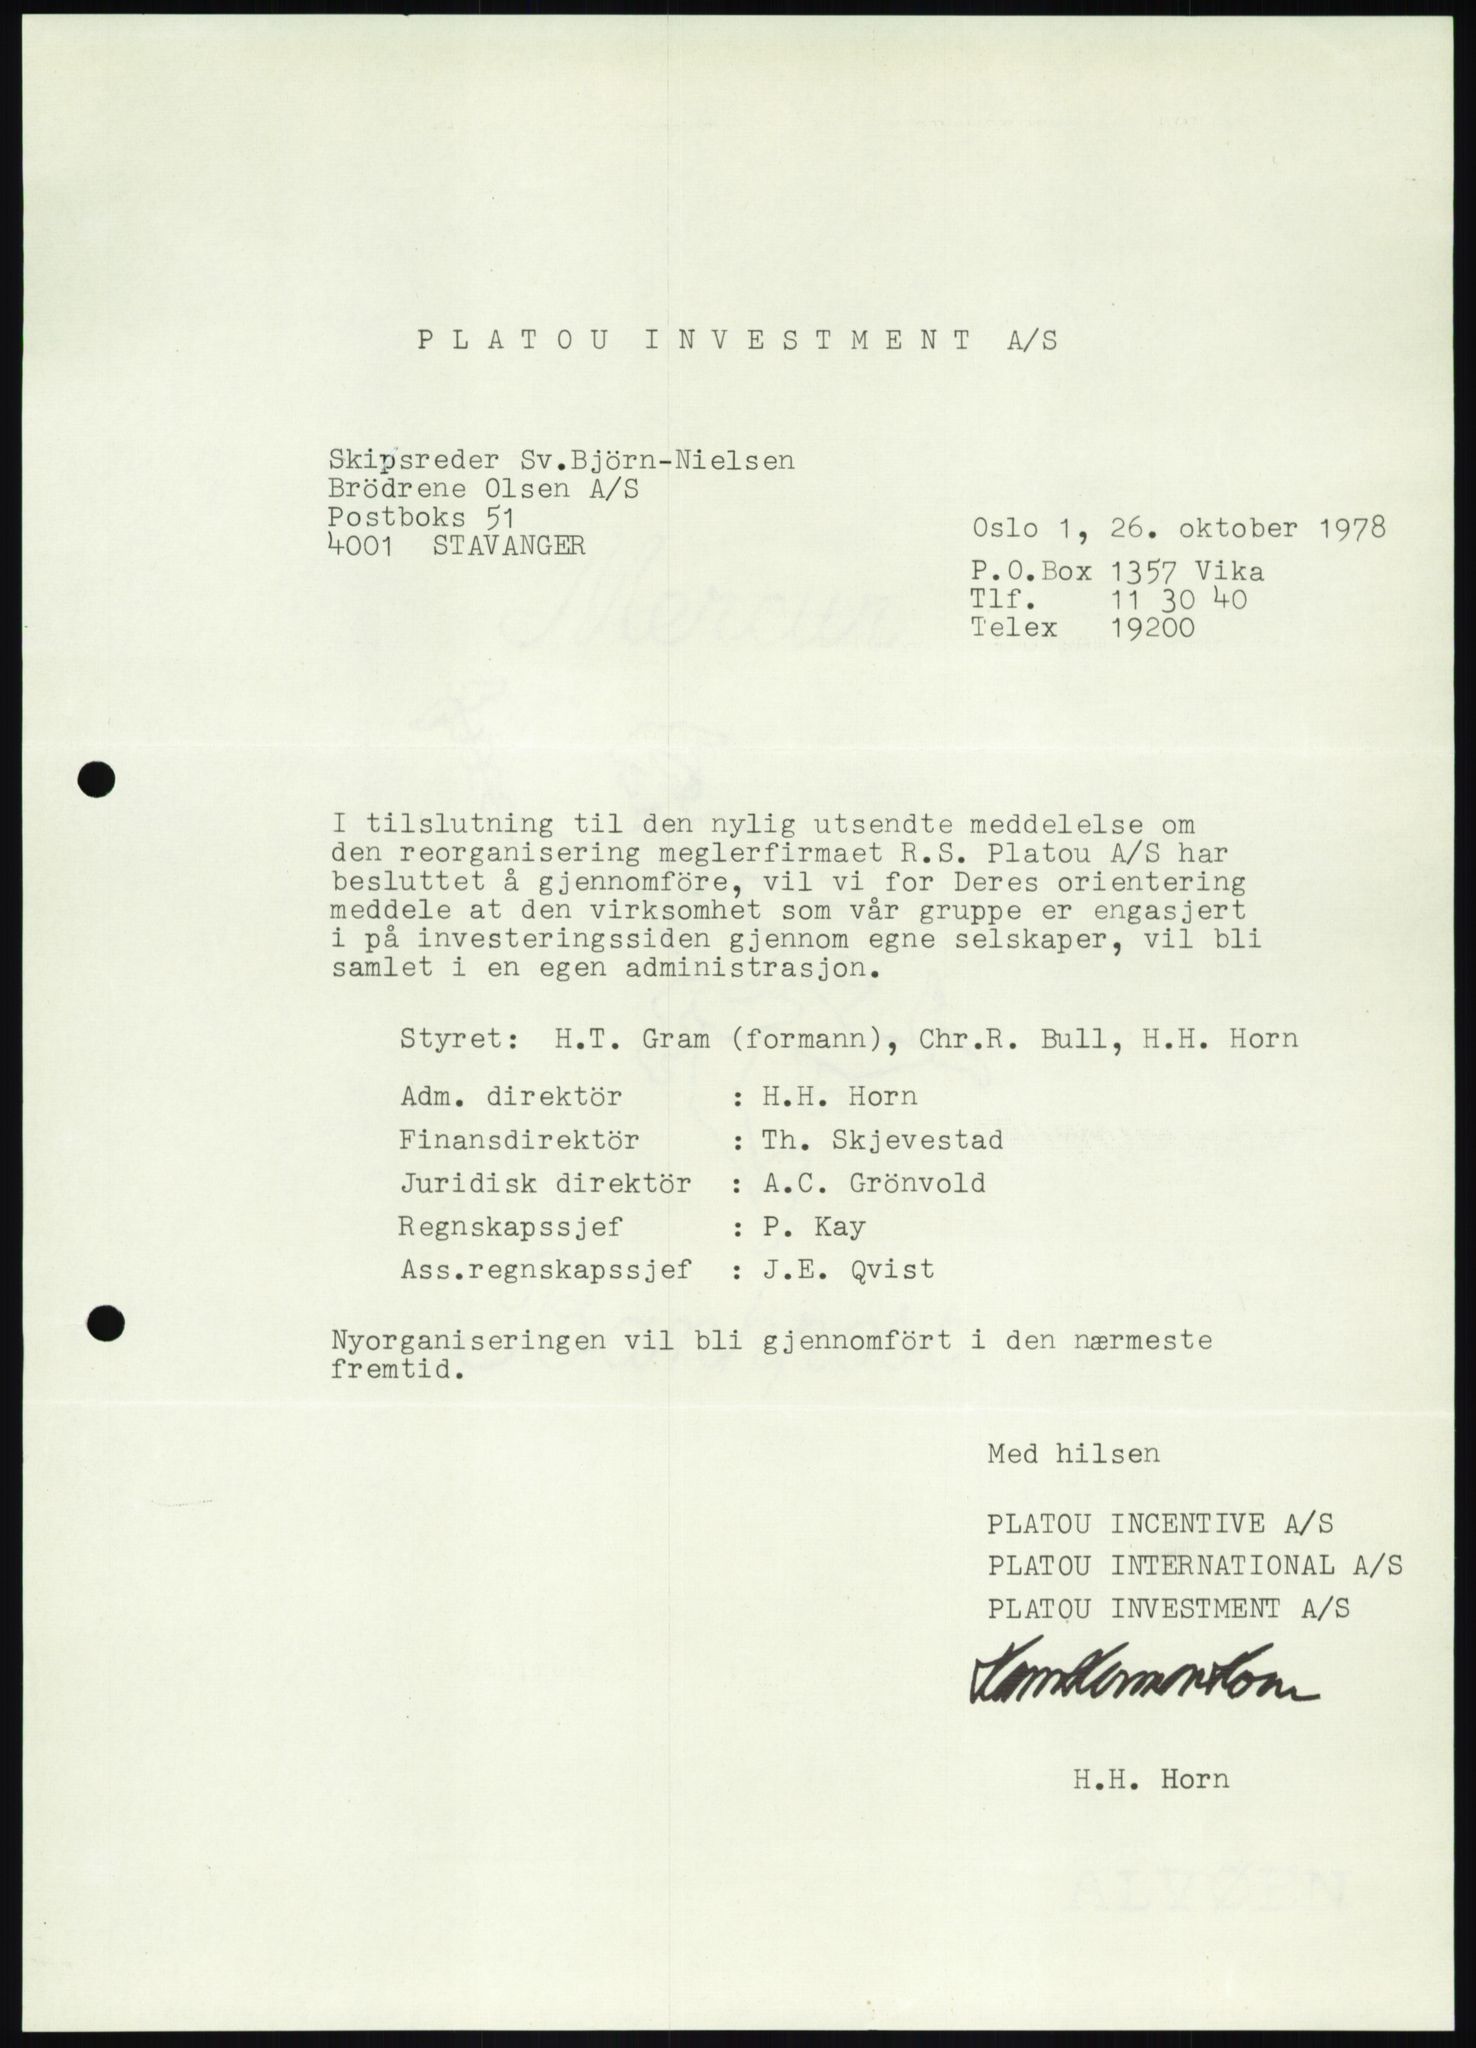 PLATOU INVESTMENT A/S
Skipsreder Sv.Björn-Nielsen
Brödrene Olsen A/S
Postboks 51
4001 STAVANGER
Oslo 1, 26. oktober 1978
P.O.Box 1357 Vika
Tlf. 11 30 40
Telex 19200
I tilslutning til den nylig utsendte meddelelse om
den reorganisering meglerfirmaet R.S. Platou A/S har
besluttet å gjennomföre, vil vi for Deres orientering
meddele at den virksomhet som vår gruppe er engasjert
i på investeringssiden gjennom egne selskaper, vil bli
samlet i en egen administrasjon.
Styret: H.T. Gram (formann), Chr.R. Bull, H.H. Horn
Adm. direktör : H.H. Horn
Finansdirektör : Th. Skjevestad
Juridisk direktör : A.C. Grönvold
Regnskapssjef : P. Kay
Ass.regnskapssjef : J.E. Qvist
Nyorganiseringen vil bli gjennomfört i den nærmeste
fremtid.
Med hilsen
PLATOU INCENTIVE A/S
PLATOU INTERNATIONAL A/S
PLATOU INVESTMENT A/S
H.H. Horn